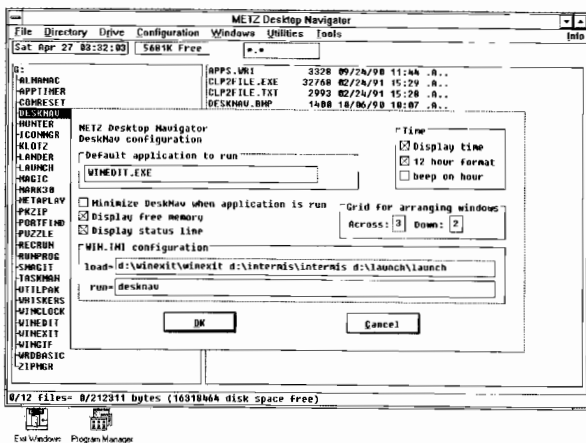 METZ Desktop Navigator
File Directory Drive Configuration Windows Utilities Tools Info
Sat Apr 27 03:32:03 5681K Free *.*
G:
ALMANAC
APPTIMER
COMRESET
DESKNAV
HUNTER
ICONMGR
KLOTZ
LANDER
LAUNCH
MAGIC
MARK30
METAPLAY
PKZIP
PORTFIND
PUZZLE
RECRUN
RUNPROG
SMAGIT
TASKMAN
UTILPAK
WHISKERS
WINCLOCK
WINEDIT
WINEXIT
WINGIF
WRDBASIC
ZIPMGR
APPS.WRI 3328 09/24/90 11:44 .A..
CLP2FILE.EXE 32768 02/24/91 15:29 .A..
CLP2FILE.TXT 2993 02/24/91 15:28 .A..
DESKNAV.BMP 1408 10/06/90 10:07 .A..
METZ Desktop Navigator
DeskNav configuration
Default application to run
WINEDIT.EXE
Minimize DeskNav when application is run
Display free memory
Display status line
Time
Display time
12 hour format
beep on hour
Grid for arranging windows
Across: 3 Down: 2
WIN.INI configuration
load= d:\winexit\winexit d:\intermis\intermis d:\launch\launch
run= desknav
OK Cancel
0/12 files= 0/212311 bytes (16318464 disk space free)
Exit Windows Program Manager